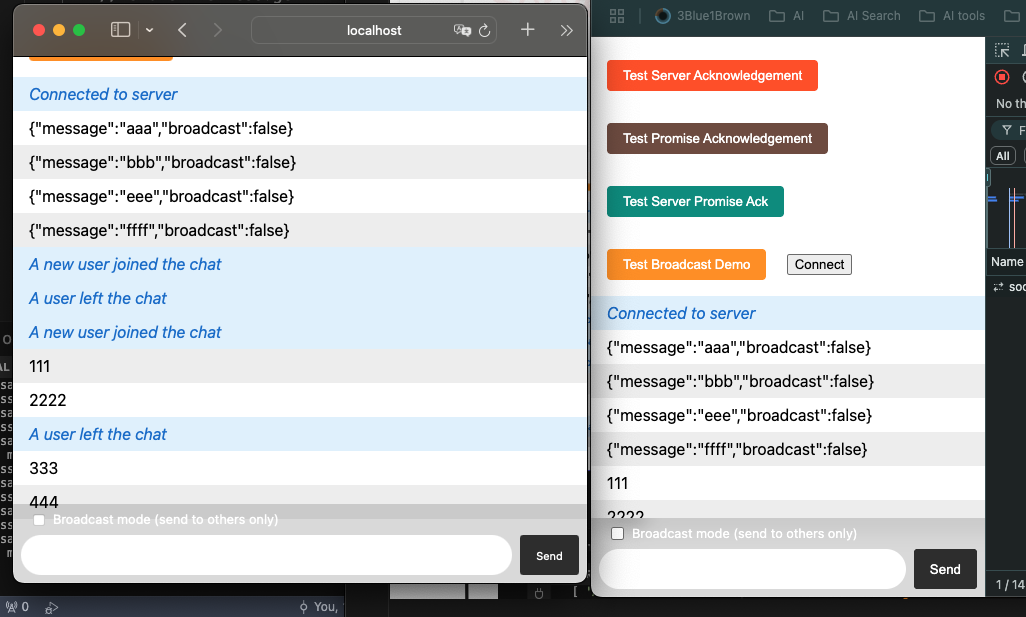 localhost
Connected to server
{"message":"aaa","broadcast":false}
{"message":"bbb","broadcast":false}
{"message":"eee","broadcast":false}
{"message":"ffff","broadcast":false}
A new user joined the chat
A user left the chat
A new user joined the chat
111
2222
A user left the chat
333
444
Broadcast mode (send to others only)
Send
0
You,
3Blue1Brown
AI
AI Search
AI tools
Test Server Acknowledgement
Test Promise Acknowledgement
Test Server Promise Ack
Test Broadcast Demo
Connect
Connected to server
{"message":"aaa","broadcast":false}
{"message":"bbb","broadcast":false}
{"message":"eee","broadcast":false}
{"message":"ffff","broadcast":false}
111
2222
Broadcast mode (send to others only)
Send
No th
F
All
Name
soc
1 / 14